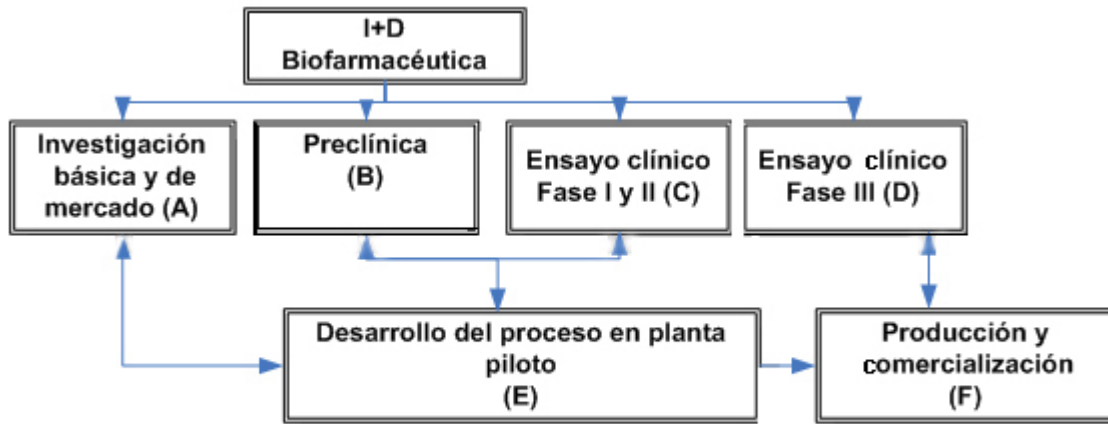 I+D
Biofarmacéutica
Investigación
básica y de
mercado (A)
Preclínica
(B)
Ensayo clínico
Fase I y II (C)
Ensayo clínico
Fase III (D)
Desarrollo del proceso en planta
piloto
(E)
Producción y
comercialización
(F)